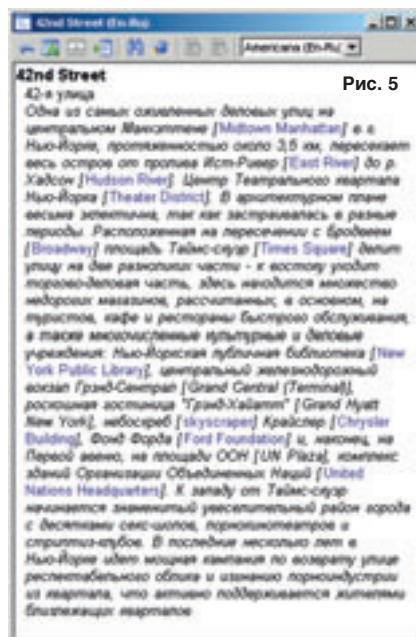 42nd Street (En-Ru)
Americana (En-Ru)
42nd Street
Рис. 5
42-я улица
Одна из самых оживленных деловых улиц на
центральном Манхэттене [Midtown Manhattan] в г.
Нью-Йорке, протяженностью около 3,5 км, пересекает
весь остров от пролива Ист-Ривер [East River] до р.
Хадсон [Hudson River]. Центр Театрального квартала
Нью-Йорка [Theater District]. В архитектурном плане
весьма эклектична, так как застраивалась в разные
периоды. Расположенная на пересечении с Бродвеем
[Broadway] площадь Таймс-сквер [Times Square] делит
улицу на две разноликих части - к востоку уходит
торгово-деловая часть, здесь находится множество
недорогих магазинов, рассчитанных, в основном, на
туристов, кафе и рестораны быстрого обслуживания,
а также многочисленные культурные и деловые
учреждения: Нью-Йоркская публичная библиотека [New
York Public Library], центральный железнодорожный
вокзал Грэнд-Сентрал [Grand Central (Terminal)],
роскошная гостиница "Грэнд-Хайатт" [Grand Hyatt
New York], небоскреб [skyscraper] Крайслер [Chrysler
Building], Фонд Форда [Ford Foundation] и, наконец, на
Первой авеню, на площади ООН [UN Plaza], комплекс
зданий Организации Объединенных Наций [United
Nations Headquarters]. К западу от Таймс-сквер
начинается знаменитый увеселительный район города
с десятками секс-шопов, порнокинотеатров и
стриптиз-клубов. В последние несколько лет в
Нью-Йорке идет мощная кампания по возврату улице
респектабельного облика и изгнанию порноиндустрии
из квартала, что активно поддерживается жителями
близлежащих кварталов